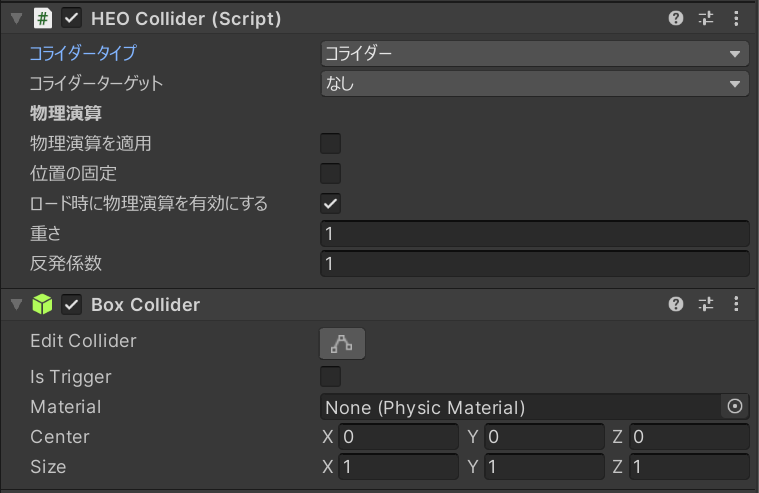 HEO Collider (Script)
コライダータイプ コライダー
コライダーターゲット なし
物理演算
物理演算を適用
位置の固定
ロード時に物理演算を有効にする
重さ 1
反発係数 1
Box Collider
Edit Collider
Is Trigger
Material None (Physic Material)
Center X 0 Y 0 Z 0
Size X 1 Y 1 Z 1